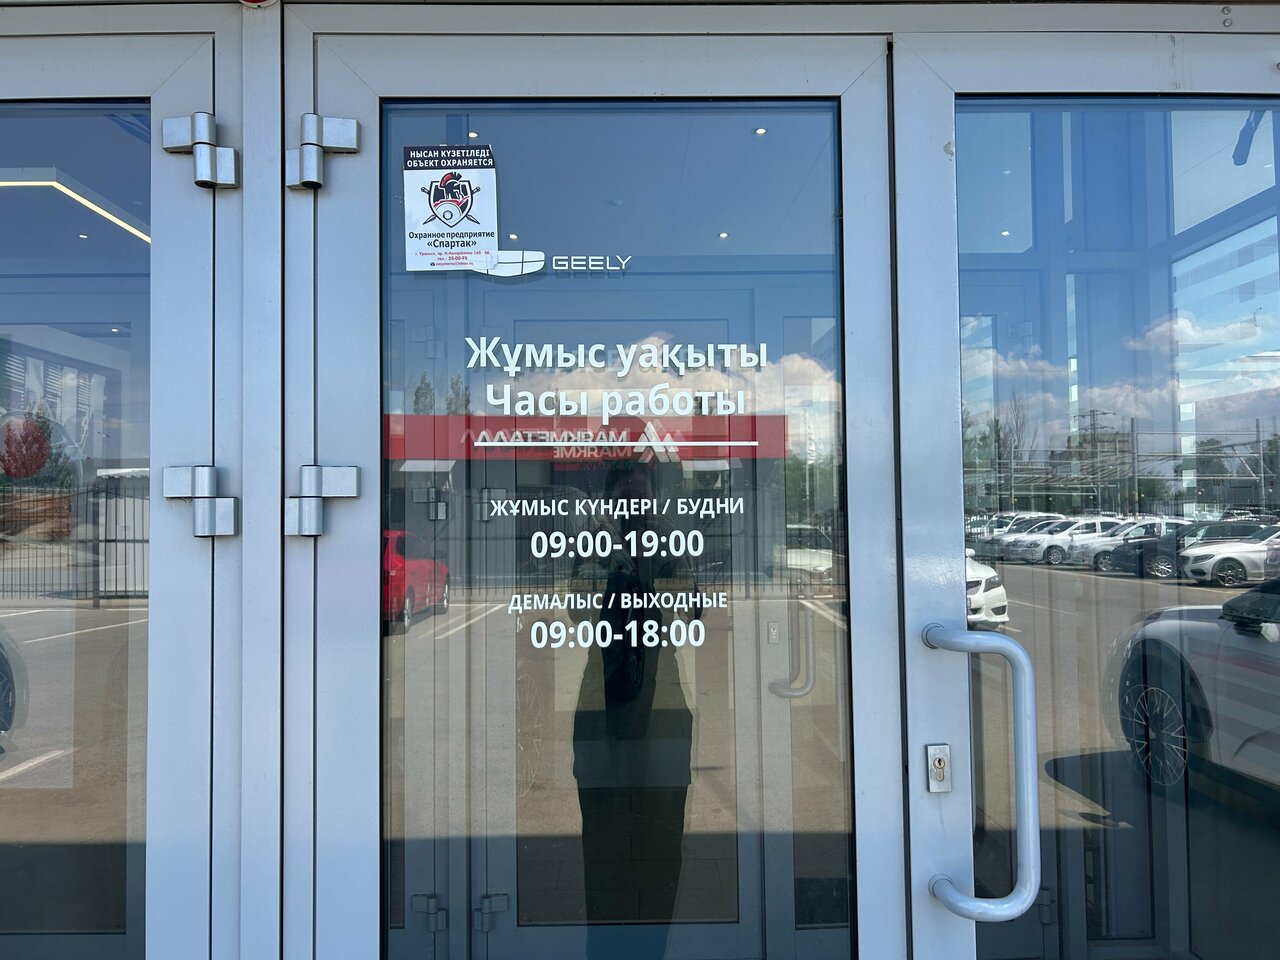 НЫСАН КҮЗЕТІЛЕДІ
ОБЪЕКТ ОХРАНЯЕТСЯ
Охранное предприятие
«Спартак»
GEELY
Жұмыс уақыты
Часы работы
МАRКМЕТАЛЛ
ЖҰМЫС КҮНДЕРІ / БУДНИ
09:00-19:00
ДЕМАЛЫС / ВЫХОДНЫЕ
09:00-18:00